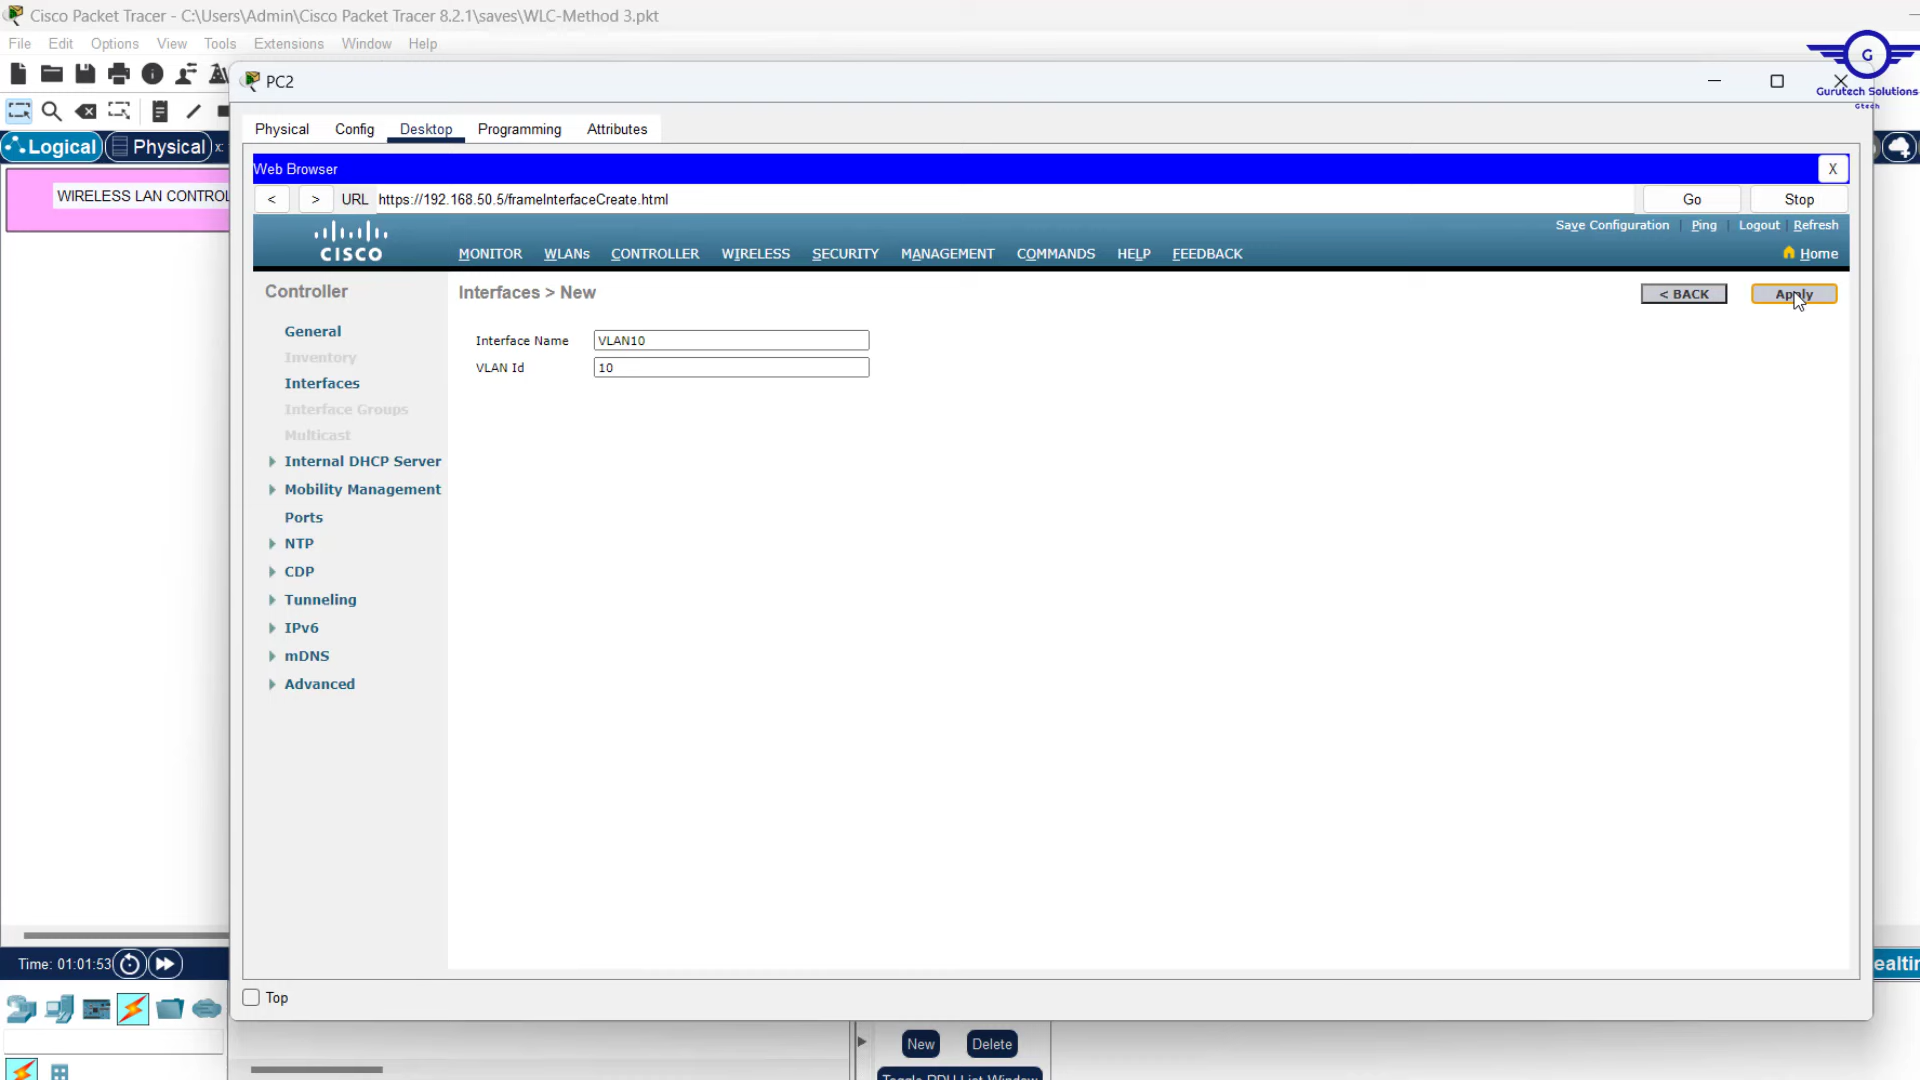 Cisco Packet Tracer - C:\Users\Admin\Cisco Packet Tracer 8.2.1\saves\WLC-Method 3.pkt
File Edit Options View Tools Extensions Window Help
G
Gurutech Solutions
Gtech
PC2
Physical Config Desktop Programming Attributes
Logical Physical x:
Web Browser X
WIRELESS LAN CONTROL
< > URL https://192.168.50.5/frameInterfaceCreate.html Go Stop
Save Configuration | Ping | Logout | Refresh
CISCO
MONITOR WLANs CONTROLLER WIRELESS SECURITY MANAGEMENT COMMANDS HELP FEEDBACK Home
Controller
Interfaces > New < BACK Apply
General
Inventory
Interfaces
Interface Groups
Multicast
Internal DHCP Server
Mobility Management
Ports
NTP
CDP
Tunneling
IPv6
mDNS
Advanced
Interface Name VLAN10
VLAN Id 10
Time: 01:01:53
Top
New Delete
Toggle PDU List Window